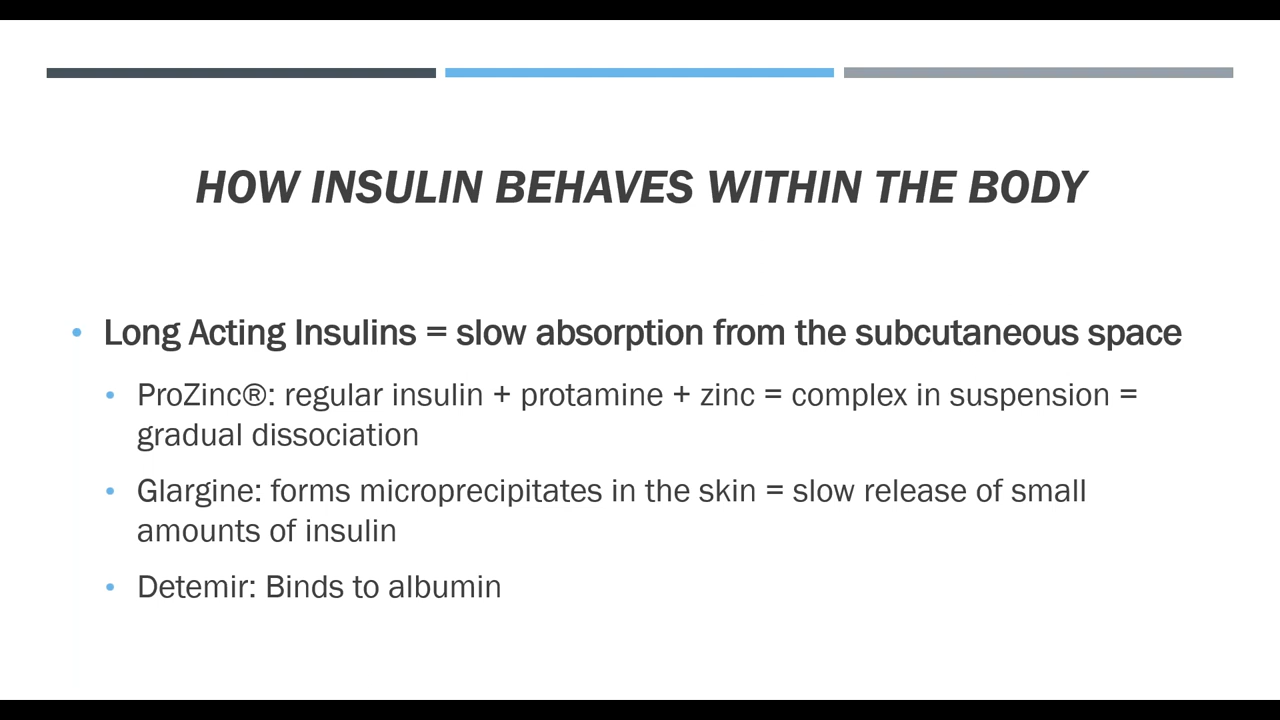 HOW INSULIN BEHAVES WITHIN THE BODY
• Long Acting Insulins = slow absorption from the subcutaneous space
• ProZinc®: regular insulin + protamine + zinc = complex in suspension =
gradual dissociation
• Glargine: forms microprecipitates in the skin = slow release of small
amounts of insulin
• Detemir: Binds to albumin